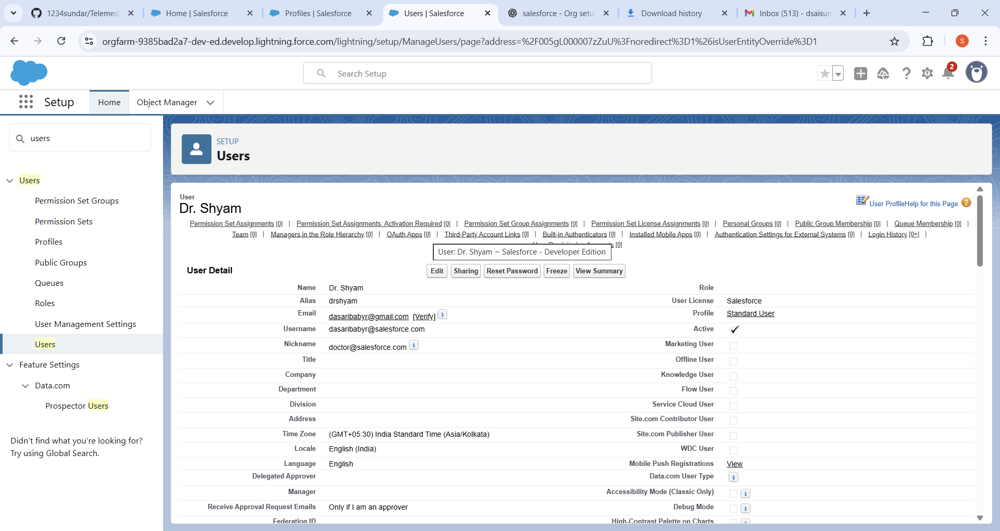 1234sundar/Telemed
Home | Salesforce
Profiles | Salesforce
Users | Salesforce
salesforce - Org setu
Download history
Inbox (513) - dsaisun
orgfarm-9385bad2a7-dev-ed.develop.lightning.force.com/lightning/setup/ManageUsers/page?address=%2F005gL000007zZuU%3Fnoredirect%3D1%26isUserEntityOverride%3D1
S
Search Setup
2
Setup
Home
Object Manager
users
Users
Permission Set Groups
Permission Sets
Profiles
Public Groups
Queues
Roles
User Management Settings
Users
Feature Settings
Data.com
Prospector Users
Didn't find what you're looking for?
Try using Global Search.
SETUP
Users
User
Dr. Shyam
User Profile
Help for this Page
Permission Set Assignments [0] | Permission Set Assignments: Activation Required [0] | Permission Set Group Assignments [0] | Permission Set License Assignments [0] | Personal Groups [0] | Public Group Membership [0] | Queue Membership [0] |
Team [0] | Managers in the Role Hierarchy [0] | OAuth Apps [0] | Third-Party Account Links [0] | Built-in Authenticators [0] | Installed Mobile Apps [0] | Authentication Settings for External Systems [0] | Login History [0+] |
[0]
User: Dr. Shyam ~ Salesforce - Developer Edition
User Detail
Edit Sharing Reset Password Freeze View Summary
Name Dr. Shyam Role
Alias drshyam User License Salesforce
Email dasaribabyr@gmail.com [Verify] i Profile Standard User
Username dasaribabyr@salesforce.com Active
Nickname doctor@salesforce.com i Marketing User
Title Offline User
Company Knowledge User
Department Flow User
Division Service Cloud User
Address Site.com Contributor User
Time Zone (GMT+05:30) India Standard Time (Asia/Kolkata) Site.com Publisher User
Locale English (India) WDC User
Language English Mobile Push Registrations View
Delegated Approver Data.com User Type i
Manager Accessibility Mode (Classic Only) i
Receive Approval Request Emails Only if I am an approver Debug Mode i
Federation ID High-Contrast Palette on Charts i